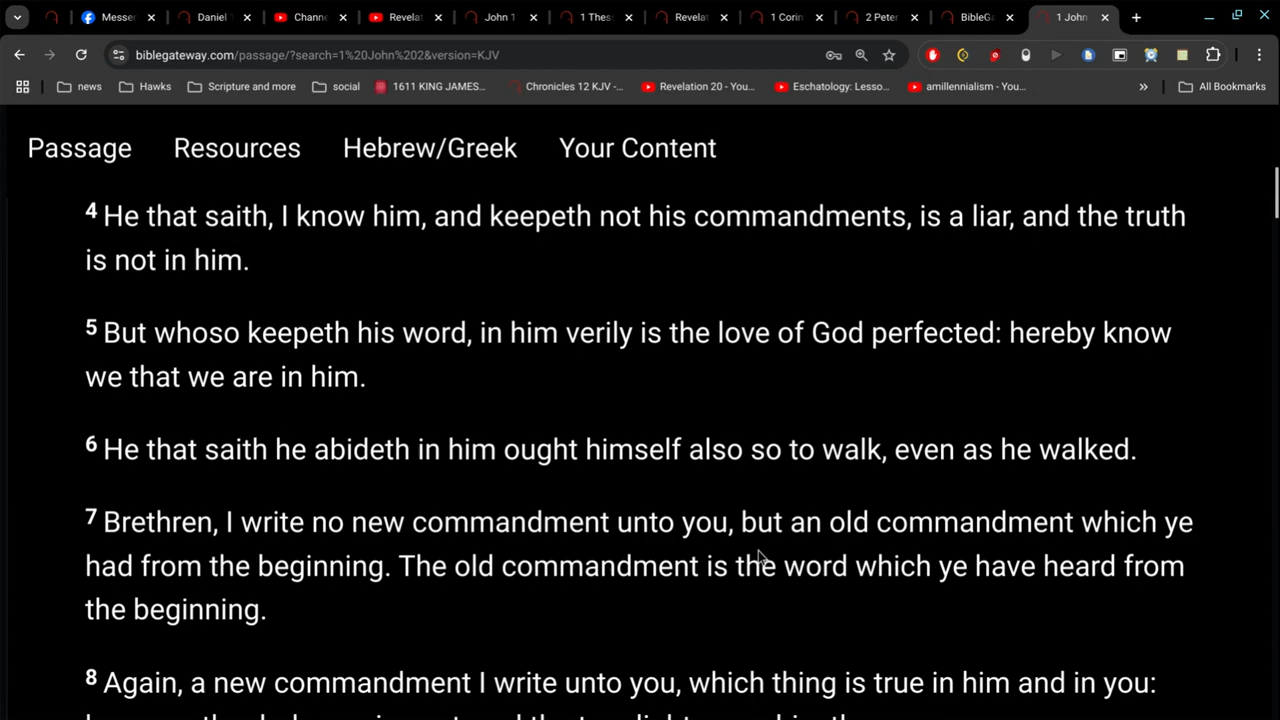 Messer
Daniel
Channe
Revelat
John 1
1 Thes
Revelat
1 Corin
2 Peter
BibleG
1 John
biblegateway.com/passage/?search=1%20John%202&version=KJV
news
Hawks
Scripture and more
social
1611 KING JAMES...
Chronicles 12 KJV -...
Revelation 20 - You...
Eschatology: Lesso...
amillennialism - You...
»
All Bookmarks
Passage Resources Hebrew/Greek Your Content
4 He that saith, I know him, and keepeth not his commandments, is a liar, and the truth
is not in him.
5 But whoso keepeth his word, in him verily is the love of God perfected: hereby know
we that we are in him.
6 He that saith he abideth in him ought himself also so to walk, even as he walked.
7 Brethren, I write no new commandment unto you, but an old commandment which ye
had from the beginning. The old commandment is the word which ye have heard from
the beginning.
8 Again, a new commandment I write unto you, which thing is true in him and in you: